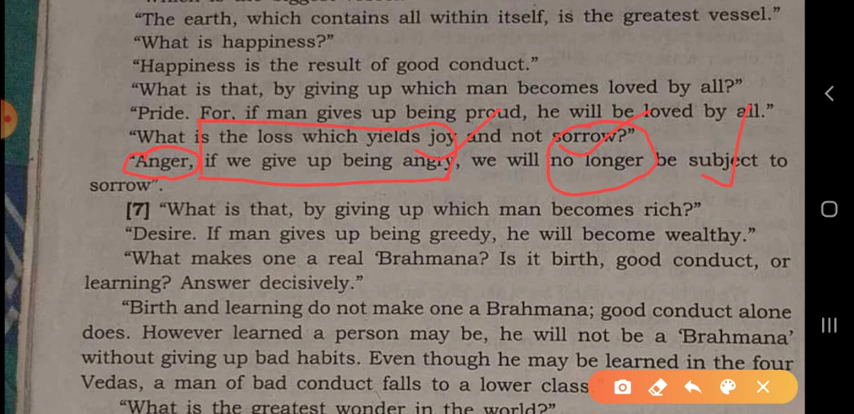 “The earth, which contains all within itself, is the greatest vessel.”
“What is happiness?”
“Happiness is the result of good conduct.”
“What is that, by giving up which man becomes loved by all?”
“Pride. For, if man gives up being proud, he will be loved by all.”
“What is the loss which yields joy and not sorrow?”
“Anger, if we give up being angry, we will no longer be subject to
sorrow”.
[7] “What is that, by giving up which man becomes rich?”
“Desire. If man gives up being greedy, he will become wealthy.”
“What makes one a real ‘Brahmana? Is it birth, good conduct, or
learning? Answer decisively.”
“Birth and learning do not make one a Brahmana; good conduct alone
does. However learned a person may be, he will not be a ‘Brahmana’
without giving up bad habits. Even though he may be learned in the four
Vedas, a man of bad conduct falls to a lower class
“What is the greatest wonder in the world?”